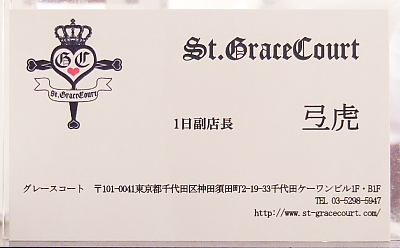 St.GraceCourt
G C
St.GraceCourt
1日副店長
弖虎
グレースコート 〒101-0041東京都千代田区神田須田町2-19-33千代田ケーワンビル1F・B1F
TEL 03-5298-5947
http://www.st-gracecourt.com/